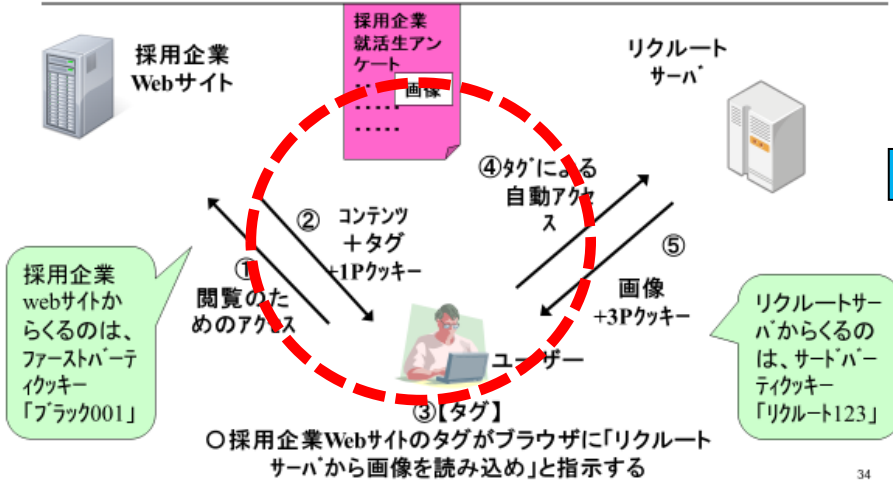 採用企業
Webサイト
採用企業
就活生アン
ケート
・・
画像
・・・・・
・・・・・
リクルート
サーバ
②
コンテンツ
＋タグ
+1Pクッキー
①
閲覧のた
めのアクセス
④タグによる
自動アクセ
ス
⑤
画像
+3Pクッキー
採用企業
webサイトか
らくるのは、
ファーストパーテ
ィクッキー
「ブラック001」
リクルートサー
バからくるの
は、サードパー
ティクッキー
「リクルート123」
ユーザー
③【タグ】
〇採用企業Webサイトのタグがブラウザに「リクルート
サーバから画像を読み込め」と指示する
34